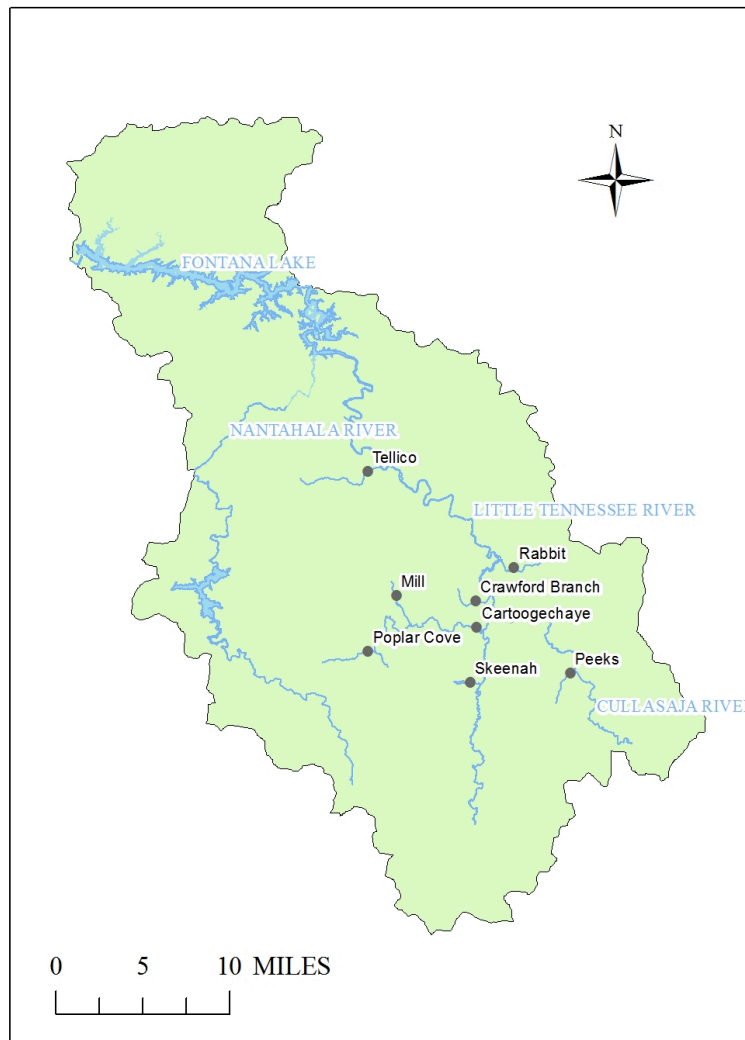 N
FONTANA LAKE
NANTAHALA RIVER
Tellico
LITTLE TENNESSEE RIVER
Rabbit
Mill
Crawford Branch
Cartoogechaye
Poplar Cove
Skeenah
Peeks
CULLASAJA RIVER
0 5 10 MILES